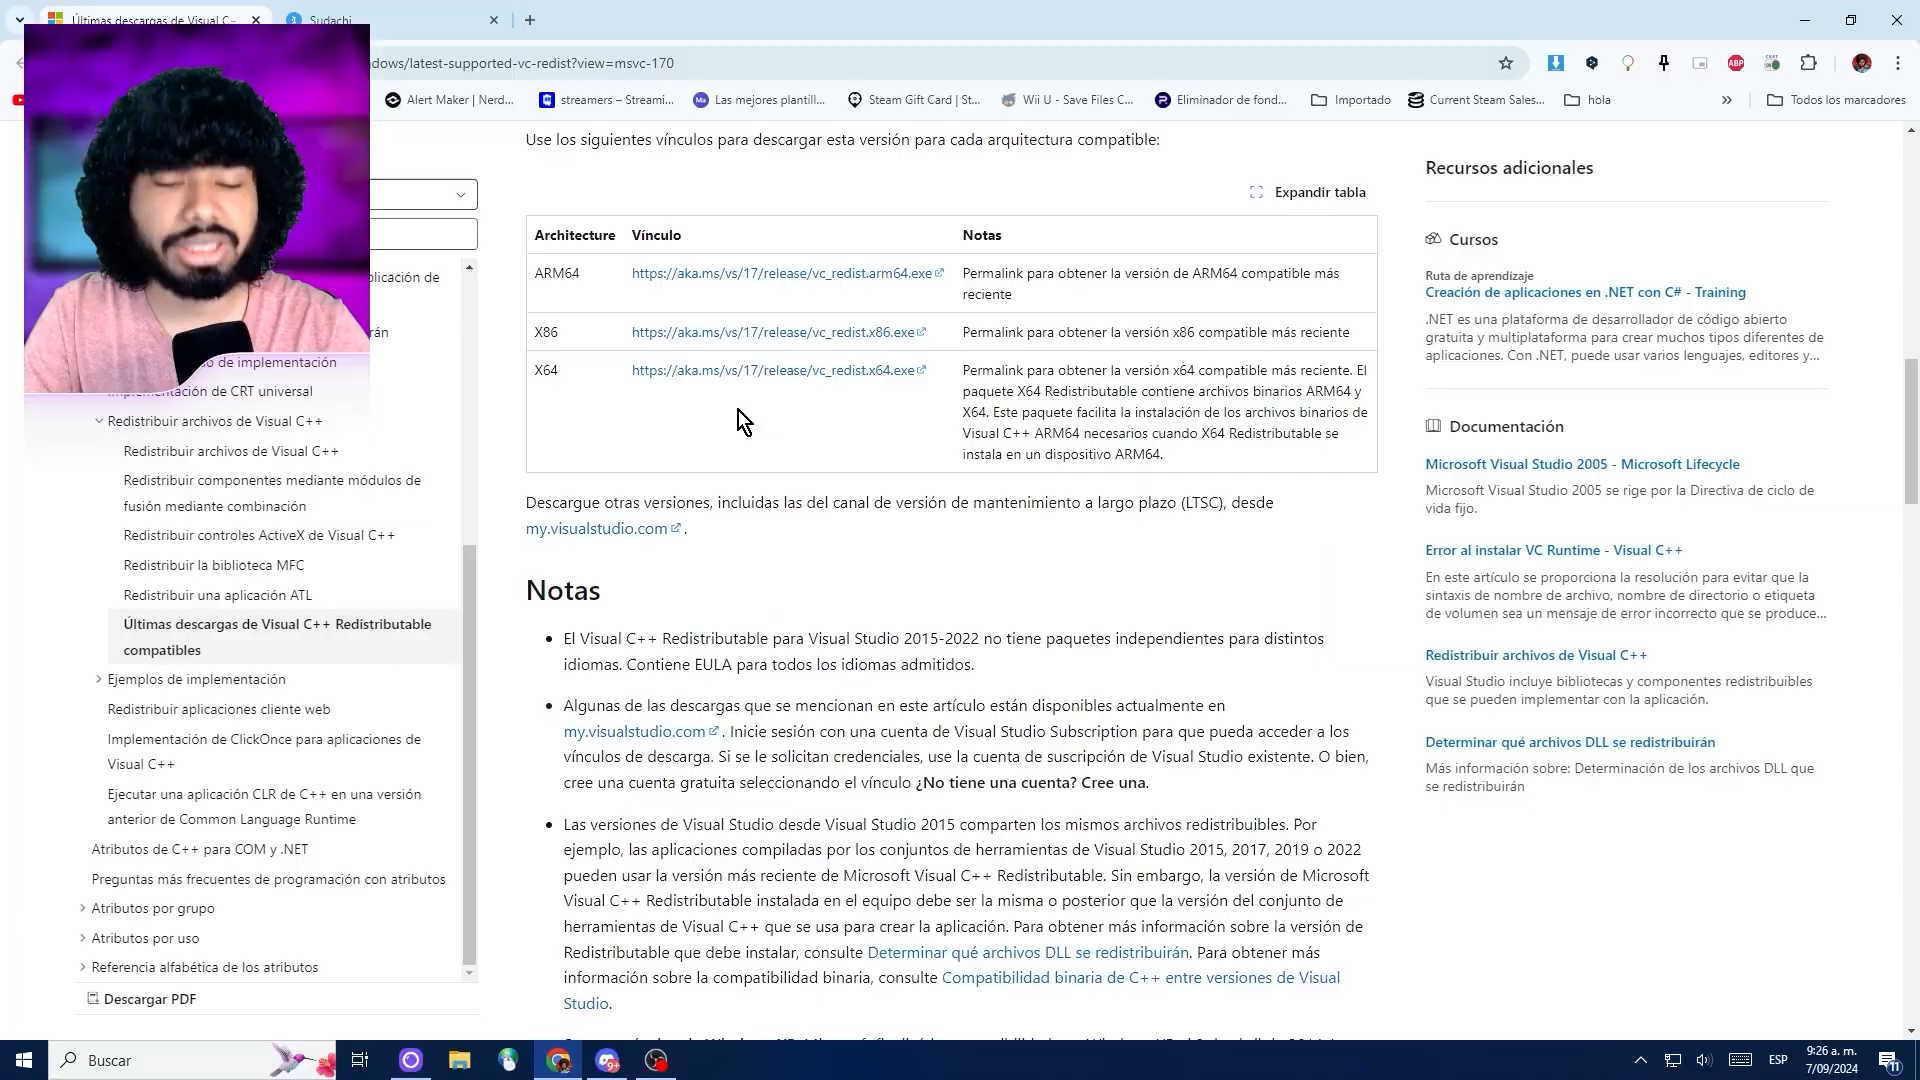 Últimas descargas de Visual C-
Sudachi
dows/latest-supported-vc-redist?view=msvc-170
ABP
Alert Maker | Nerd...
streamers – Streami...
Las mejores plantill...
Steam Gift Card | St...
Wii U - Save Files C...
Eliminador de fond...
Importado
Current Steam Sales...
hola
Todos los marcadores
Use los siguientes vínculos para descargar esta versión para cada arquitectura compatible:
Expandir tabla
Architecture Vínculo Notas
ARM64 https://aka.ms/vs/17/release/vc_redist.arm64.exe Permalink para obtener la versión de ARM64 compatible más
reciente
X86 https://aka.ms/vs/17/release/vc_redist.x86.exe Permalink para obtener la versión x86 compatible más reciente
X64 https://aka.ms/vs/17/release/vc_redist.x64.exe Permalink para obtener la versión x64 compatible más reciente. El
paquete X64 Redistributable contiene archivos binarios ARM64 y
X64. Este paquete facilita la instalación de los archivos binarios de
Visual C++ ARM64 necesarios cuando X64 Redistributable se
instala en un dispositivo ARM64.
Descargue otras versiones, incluidas las del canal de versión de mantenimiento a largo plazo (LTSC), desde
my.visualstudio.com .
Notas
• El Visual C++ Redistributable para Visual Studio 2015-2022 no tiene paquetes independientes para distintos
idiomas. Contiene EULA para todos los idiomas admitidos.
• Algunas de las descargas que se mencionan en este artículo están disponibles actualmente en
my.visualstudio.com . Inicie sesión con una cuenta de Visual Studio Subscription para que pueda acceder a los
vínculos de descarga. Si se le solicitan credenciales, use la cuenta de suscripción de Visual Studio existente. O bien,
cree una cuenta gratuita seleccionando el vínculo ¿No tiene una cuenta? Cree una.
• Las versiones de Visual Studio desde Visual Studio 2015 comparten los mismos archivos redistribuibles. Por
ejemplo, las aplicaciones compiladas por los conjuntos de herramientas de Visual Studio 2015, 2017, 2019 o 2022
pueden usar la versión más reciente de Microsoft Visual C++ Redistributable. Sin embargo, la versión de Microsoft
Visual C++ Redistributable instalada en el equipo debe ser la misma o posterior que la versión del conjunto de
herramientas de Visual C++ que se usa para crear la aplicación. Para obtener más información sobre la versión de
Redistributable que debe instalar, consulte Determinar qué archivos DLL se redistribuirán. Para obtener más
información sobre la compatibilidad binaria, consulte Compatibilidad binaria de C++ entre versiones de Visual
Studio.
plicación de
rán
o de implementación
Implementación de CRT universal
Redistribuir archivos de Visual C++
Redistribuir archivos de Visual C++
Redistribuir componentes mediante módulos de
fusión mediante combinación
Redistribuir controles ActiveX de Visual C++
Redistribuir la biblioteca MFC
Redistribuir una aplicación ATL
Últimas descargas de Visual C++ Redistributable
compatibles
Ejemplos de implementación
Redistribuir aplicaciones cliente web
Implementación de ClickOnce para aplicaciones de
Visual C++
Ejecutar una aplicación CLR de C++ en una versión
anterior de Common Language Runtime
Atributos de C++ para COM y .NET
Preguntas más frecuentes de programación con atributos
Atributos por grupo
Atributos por uso
Referencia alfabética de los atributos
Descargar PDF
Recursos adicionales
Cursos
Ruta de aprendizaje
Creación de aplicaciones en .NET con C# - Training
.NET es una plataforma de desarrollador de código abierto
gratuita y multiplataforma para crear muchos tipos diferentes de
aplicaciones. Con .NET, puede usar varios lenguajes, editores y...
Documentación
Microsoft Visual Studio 2005 - Microsoft Lifecycle
Microsoft Visual Studio 2005 se rige por la Directiva de ciclo de
vida fijo.
Error al instalar VC Runtime - Visual C++
En este artículo se proporciona la resolución para evitar que la
sintaxis de nombre de archivo, nombre de directorio o etiqueta
de volumen sea un mensaje de error incorrecto que se produce...
Redistribuir archivos de Visual C++
Visual Studio incluye bibliotecas y componentes redistribuibles
que se pueden implementar con la aplicación.
Determinar qué archivos DLL se redistribuirán
Más información sobre: Determinación de los archivos DLL que
se redistribuirán
Buscar
9+
ESP
9:26 a. m.
7/09/2024
11